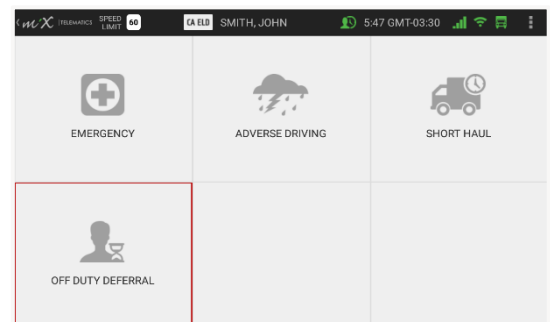 mix TELEMATICS SPEED LIMIT 60 CA ELD SMITH, JOHN 5:47 GMT-03:30
EMERGENCY ADVERSE DRIVING SHORT HAUL
OFF DUTY DEFERRAL